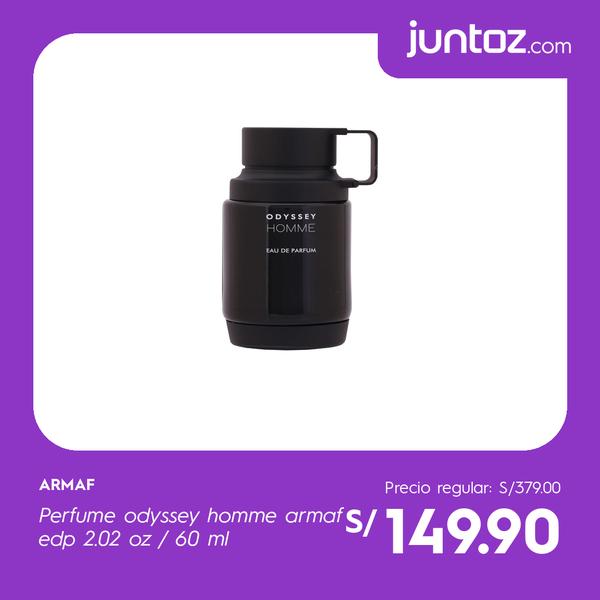 juntoz.com
ODYSSEY
HOMME
EAU DE PARFUM
ARMAF
Perfume odyssey homme armaf
edp 2.02 oz / 60 ml
Precio regular: S/379.00
S/149.90